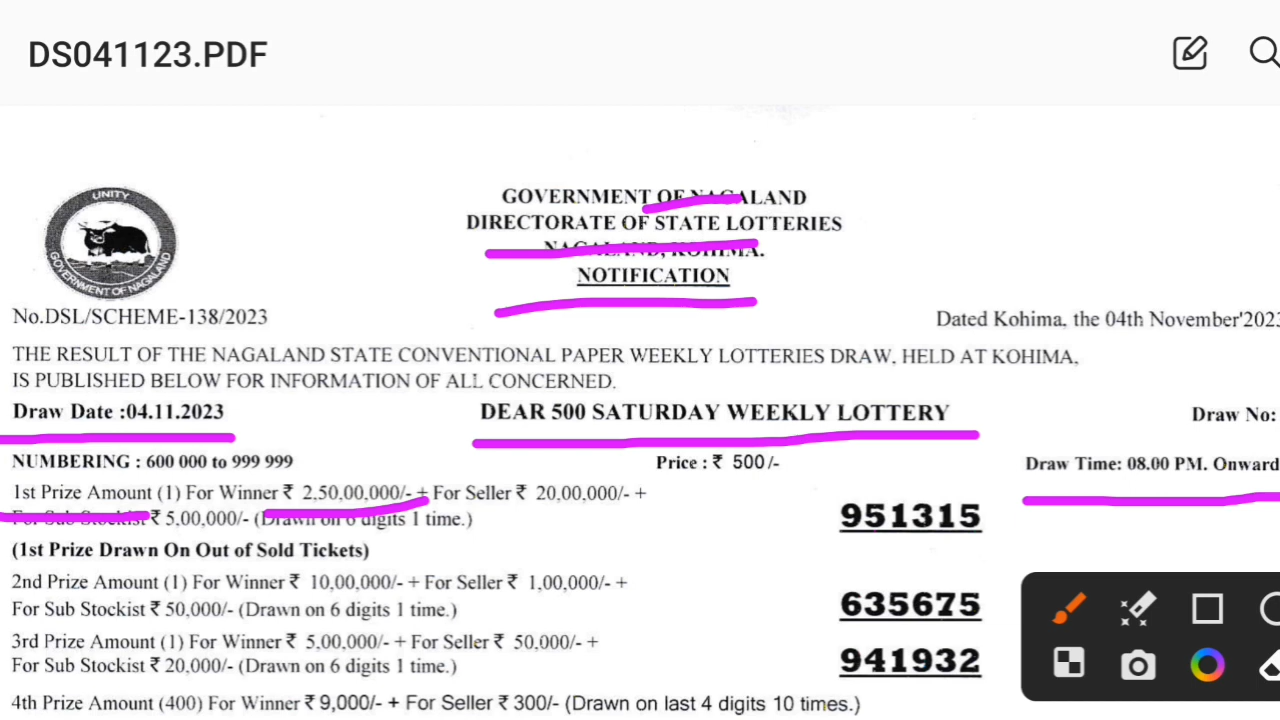 DS041123.PDF
UNITY
GOVERNMENT OF NAGALAND
GOVERNMENT OF NAGALAND
DIRECTORATE OF STATE LOTTERIES
NAGALAND, KOHIMA.
NOTIFICATION
No.DSL/SCHEME-138/2023
Dated Kohima, the 04th November'2023
THE RESULT OF THE NAGALAND STATE CONVENTIONAL PAPER WEEKLY LOTTERIES DRAW, HELD AT KOHIMA,
IS PUBLISHED BELOW FOR INFORMATION OF ALL CONCERNED.
Draw Date :04.11.2023 DEAR 500 SATURDAY WEEKLY LOTTERY Draw No:
NUMBERING : 600 000 to 999 999 Price : ₹ 500/- Draw Time: 08.00 PM. Onward
1st Prize Amount (1) For Winner ₹ 2,50,00,000/- + For Seller ₹ 20,00,000/- +
For Sub Stockist ₹ 5,00,000/- (Drawn on 6 digits 1 time.)
951315
(1st Prize Drawn On Out of Sold Tickets)
2nd Prize Amount (1) For Winner ₹ 10,00,000/- + For Seller ₹ 1,00,000/- +
For Sub Stockist ₹ 50,000/- (Drawn on 6 digits 1 time.)
635675
3rd Prize Amount (1) For Winner ₹ 5,00,000/- + For Seller ₹ 50,000/- +
For Sub Stockist ₹ 20,000/- (Drawn on 6 digits 1 time.)
941932
4th Prize Amount (400) For Winner ₹ 9,000/- + For Seller ₹ 300/- (Drawn on last 4 digits 10 times.)